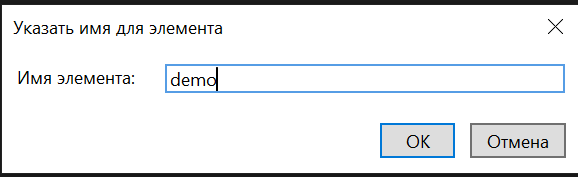 Указать имя для элемента
Имя элемента: demo
OK Отмена